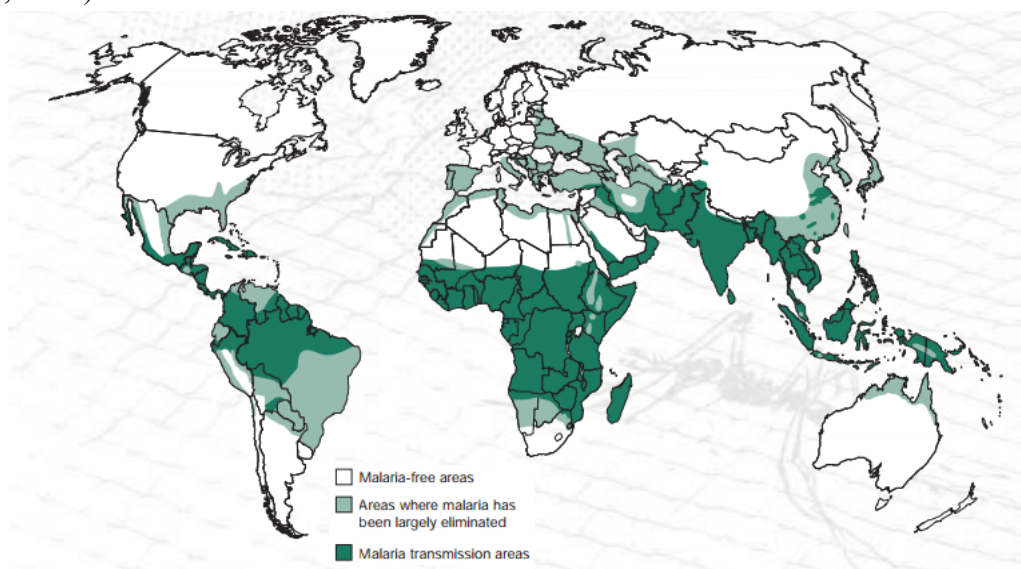 Malaria-free areas
Areas where malaria has
been largely eliminated
Malaria transmission areas